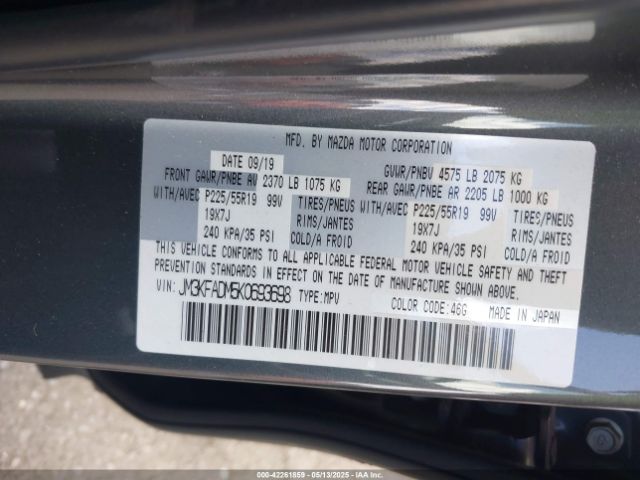 MFD. BY MAZDA MOTOR CORPORATION
DATE 09/19 GVWR/PNBV 4575 LB 2075 KG
FRONT GAWR/PNBE AV 2370 LB 1075 KG REAR GAWR/PNBE AR 2205 LB 1000 KG
WITH/AVEC P225/55R19 99V TIRES/PNEUS WITH/AVEC P225/55R19 99V TIRES/PNEUS
19X7J RIMS/JANTES 19X7J RIMS/JANTES
240 KPA/35 PSI COLD/A FROID 240 KPA/35 PSI COLD/A FROID
THIS VEHICLE CONFORMS TO ALL APPLICABLE FEDERAL MOTOR VEHICLE SAFETY AND THEFT
PREVENTION STANDARDS IN EFFECT ON THE DATE OF MANUFACTURE SHOWN ABOVE.
VIN: JM3KFADM5K0693698 TYPE:MPV COLOR CODE:46G MADE IN JAPAN
000-42261859 - 05/13/2025 - IAAI.COM